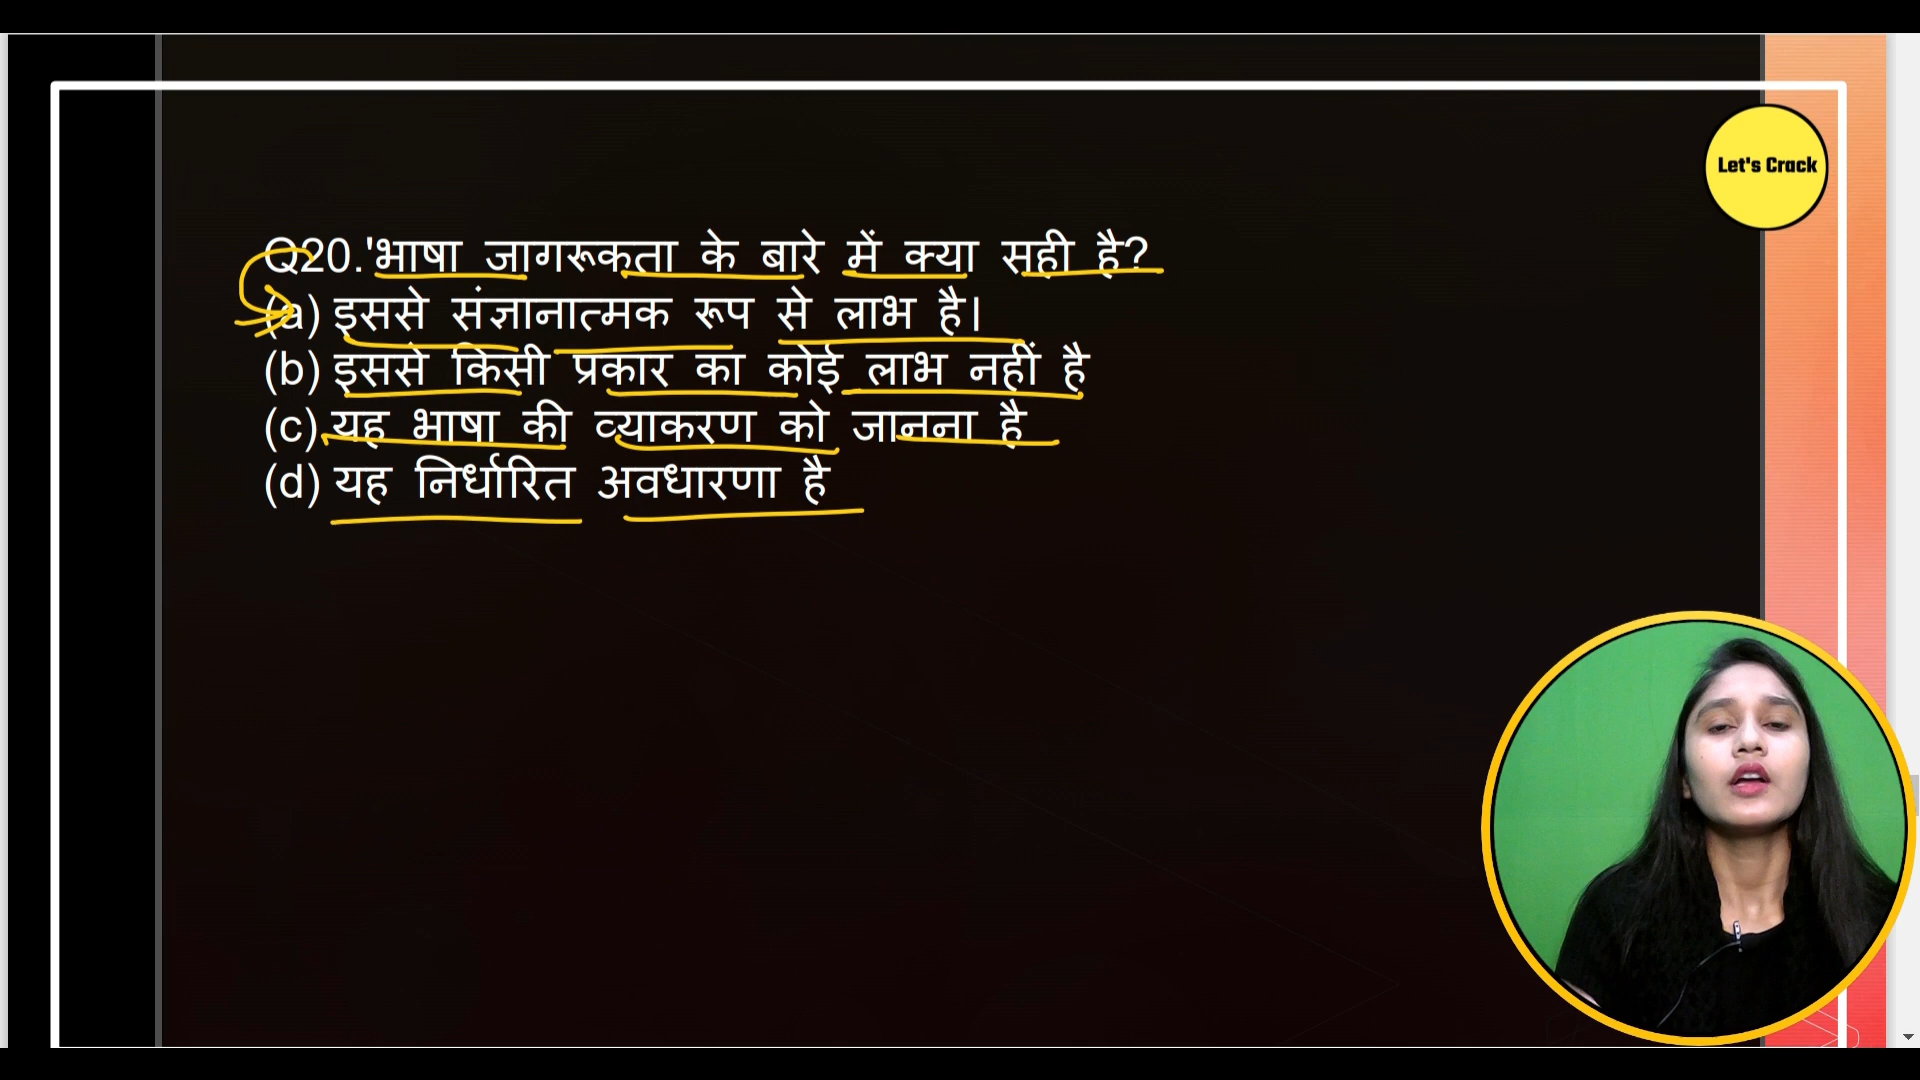 Let's Crack
Q20.'भाषा जागरूकता के बारे में क्या सही है?
(a) इससे संज्ञानात्मक रूप से लाभ है।
(b) इससे किसी प्रकार का कोई लाभ नहीं है
(c) यह भाषा की व्याकरण को जानना है
(d) यह निर्धारित अवधारणा है